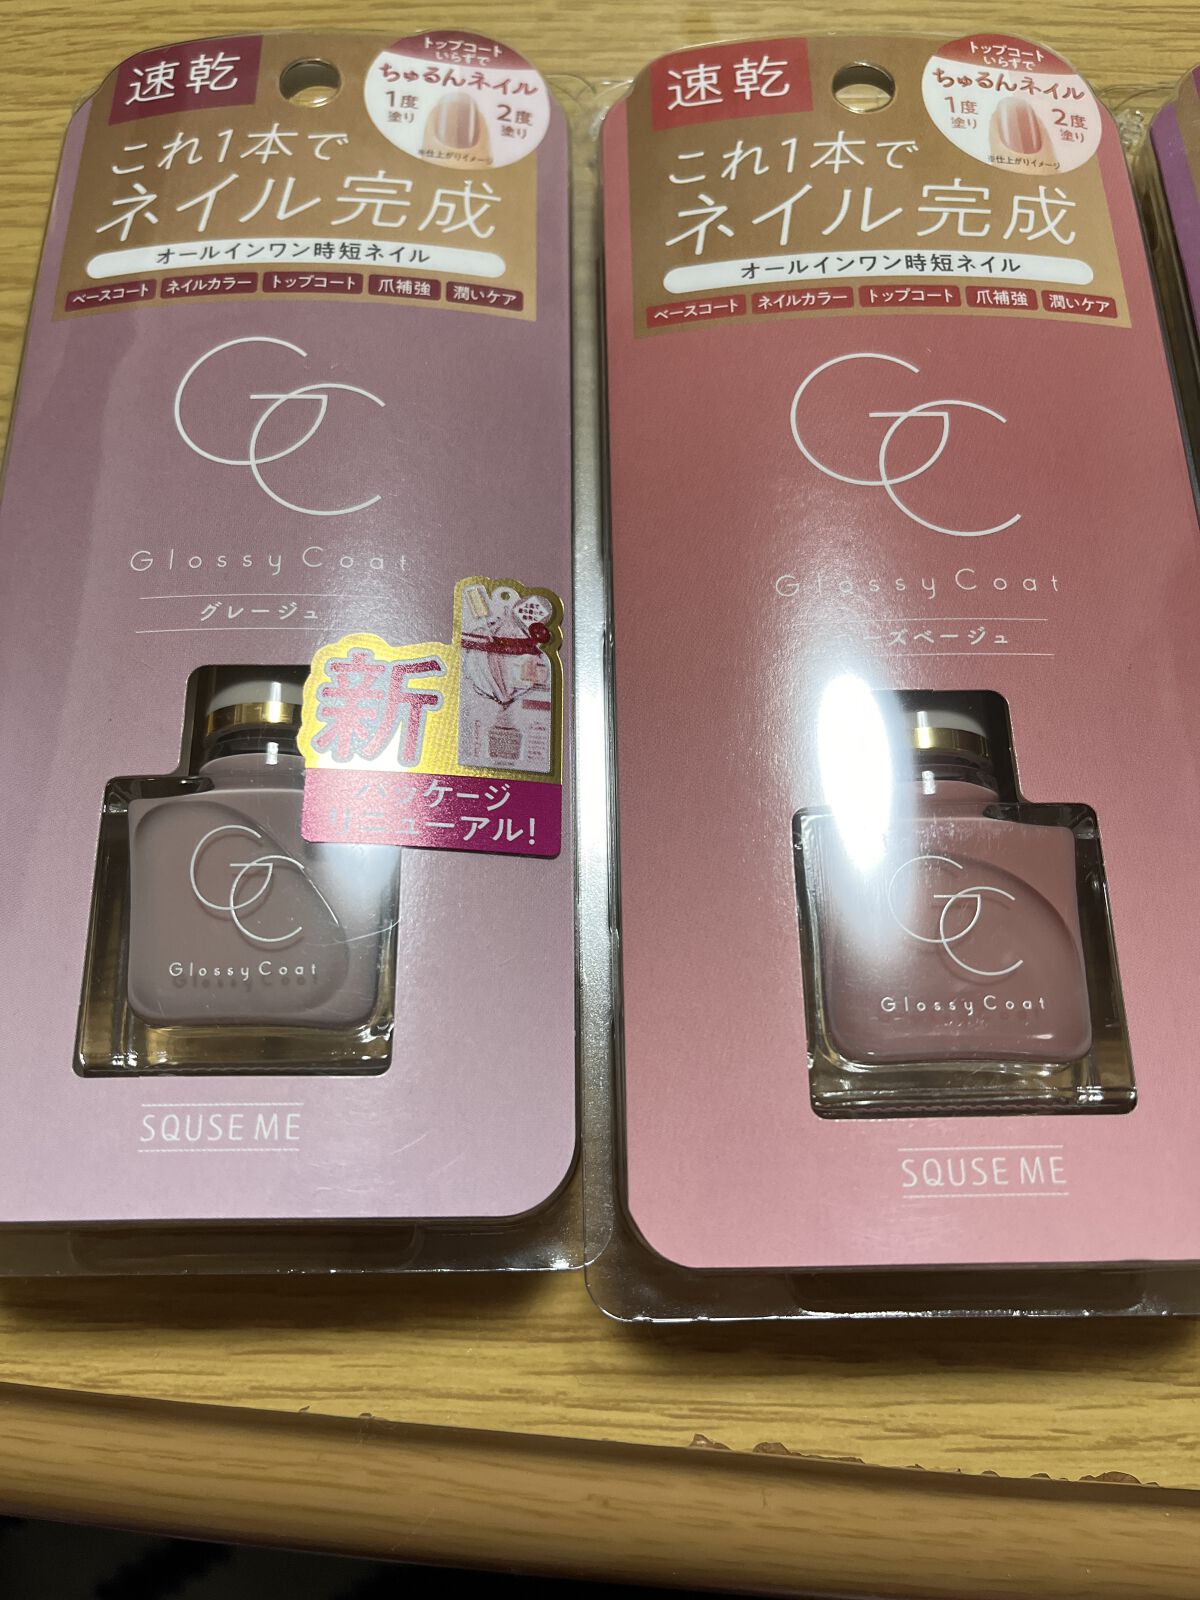 速乾
トップコート
いらずで
ちゅるんネイル
1度
塗り
2度
塗り
※仕上がりイメージ
これ1本で
ネイル完成
オールインワン時短ネイル
ベースコート
ネイルカラー
トップコート
爪補強
潤いケア
GC
Glossy Coat
グレージュ
新
パッケージ
リニューアル!
GC
Glossy Coat
SQUSE ME
速乾
トップコート
いらずで
ちゅるんネイル
1度
塗り
2度
塗り
※仕上がりイメージ
これ1本で
ネイル完成
オールインワン時短ネイル
ベースコート
ネイルカラー
トップコート
爪補強
潤いケア
GC
Glossy Coat
ーズベージュ
GC
Glossy Coat
SQUSE ME